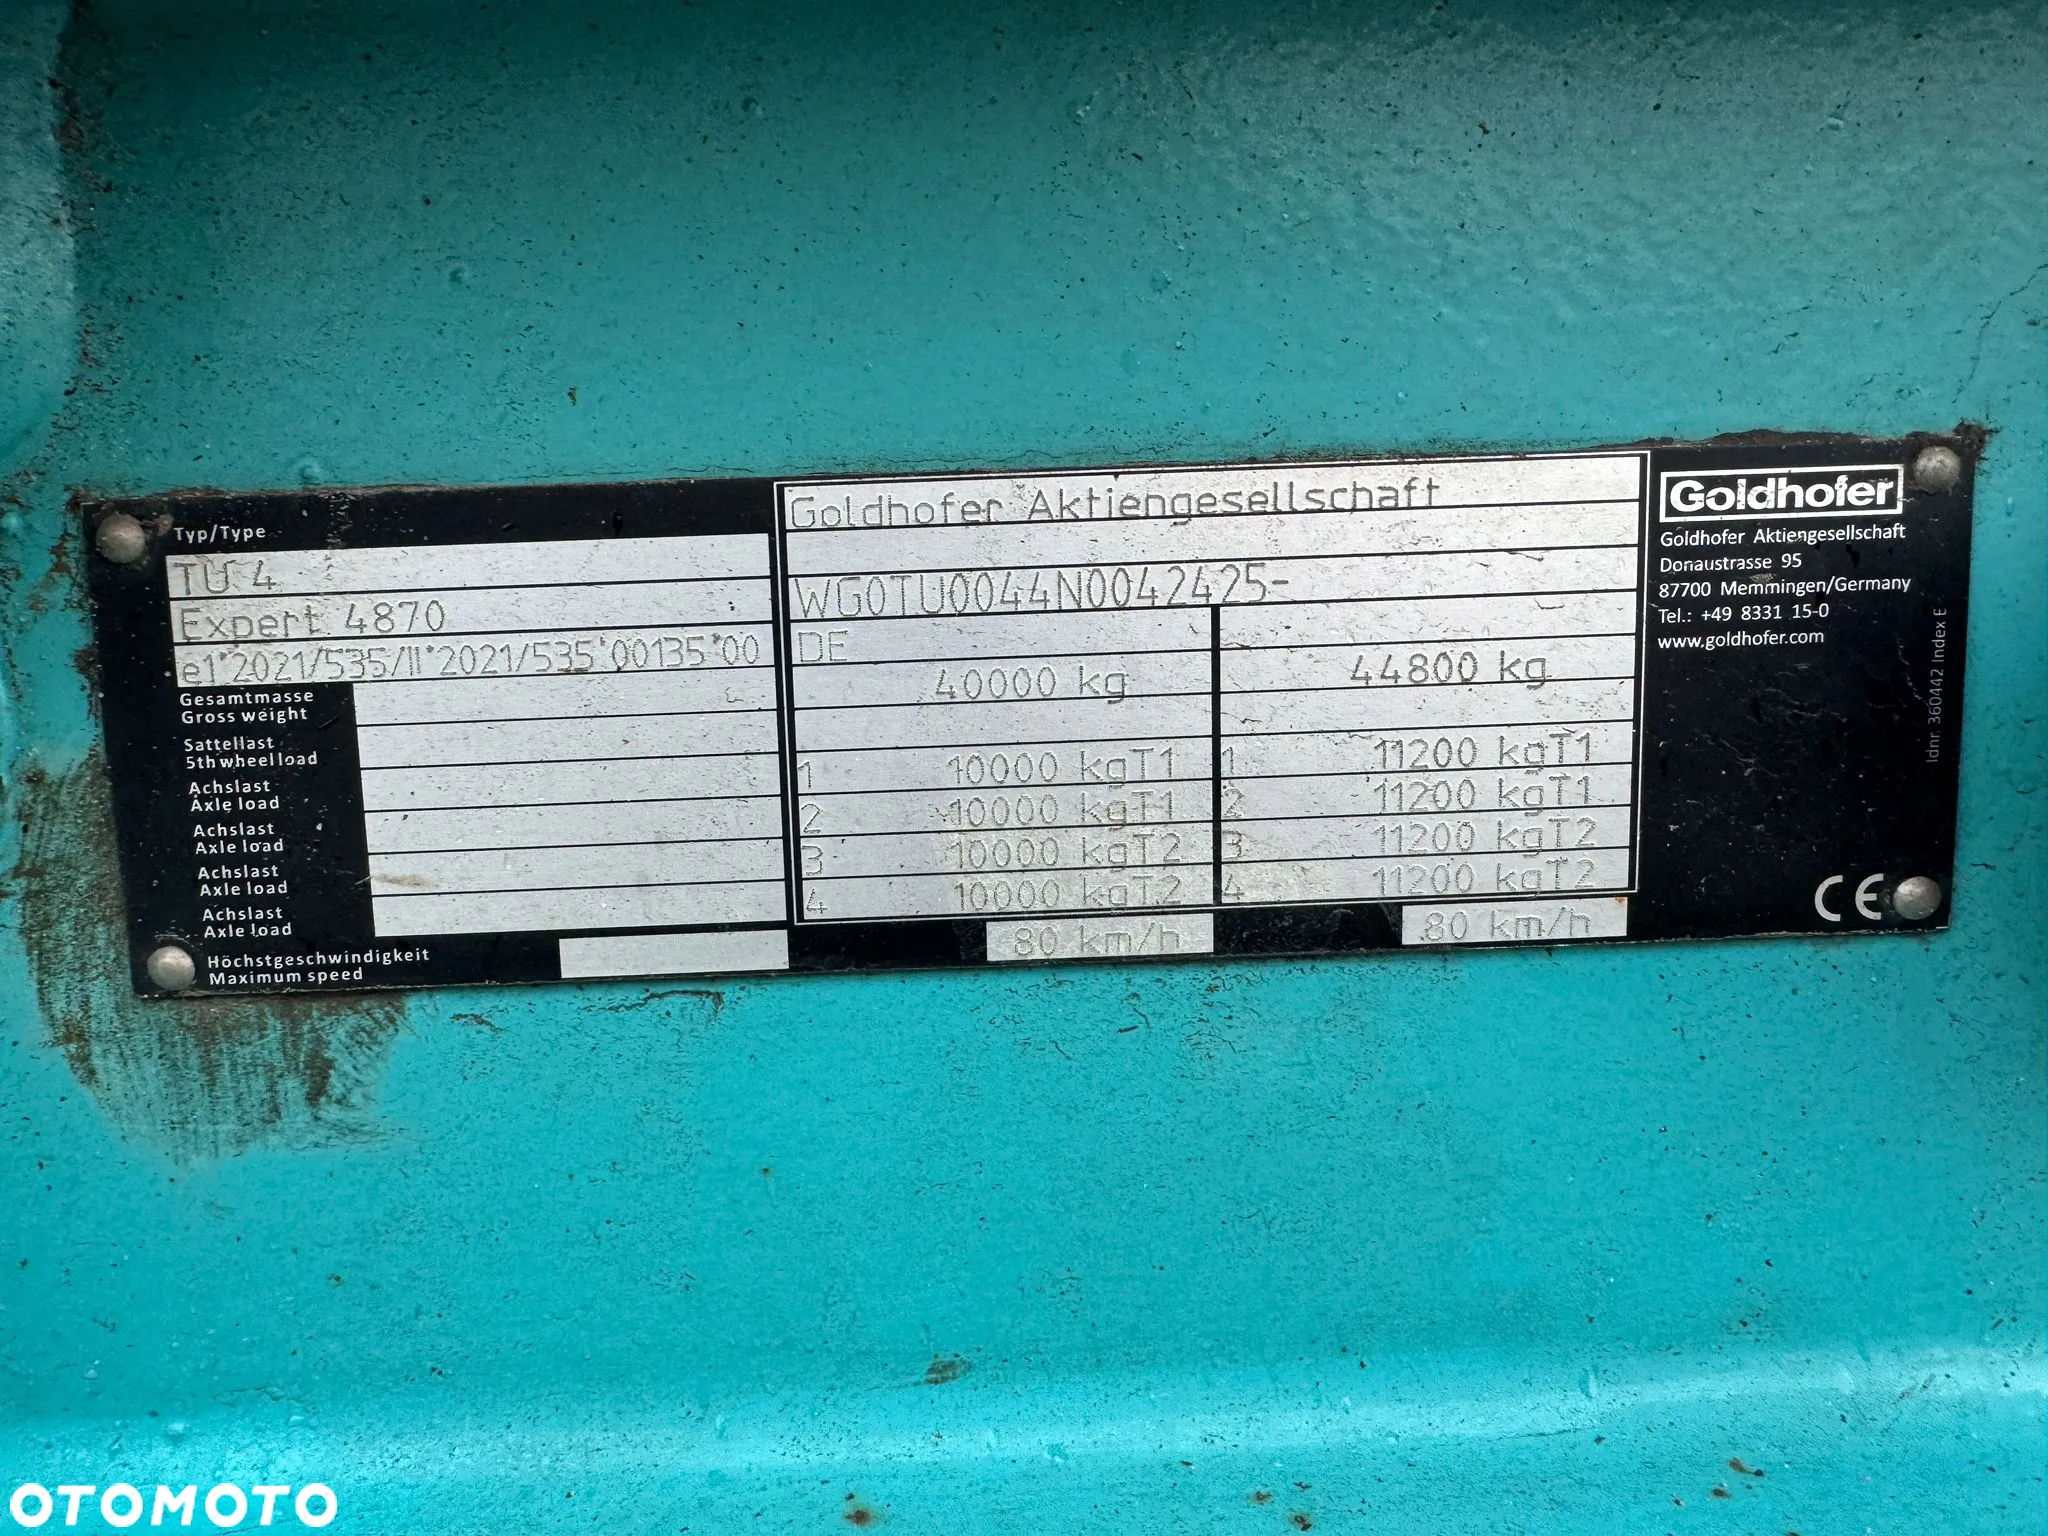 Typ/Type
TU 4
Expert 4870
e1*2021/535/II*2021/535*00135*00
Gesamtmasse
Gross weight
Sattellast
5th wheel load
Achslast
Axle load
Achslast
Axle load
Achslast
Axle load
Achslast
Axle load
Höchstgeschwindigkeit
Maximum speed
Goldhofer Aktiengesellschaft
WG0TU0044N0042425-
DE
40000 kg 44800 kg
1 10000 kgT1 1 11200 kgT1
2 10000 kgT1 2 11200 kgT1
3 10000 kgT2 3 11200 kgT2
4 10000 kgT2 4 11200 kgT2
80 km/h 80 km/h
Goldhofer
Goldhofer Aktiengesellschaft
Donaustrasse 95
87700 Memmingen/Germany
Tel.: +49 8331 15-0
www.goldhofer.com
Idnr. 360442 Index E
CE
OTOMOTO